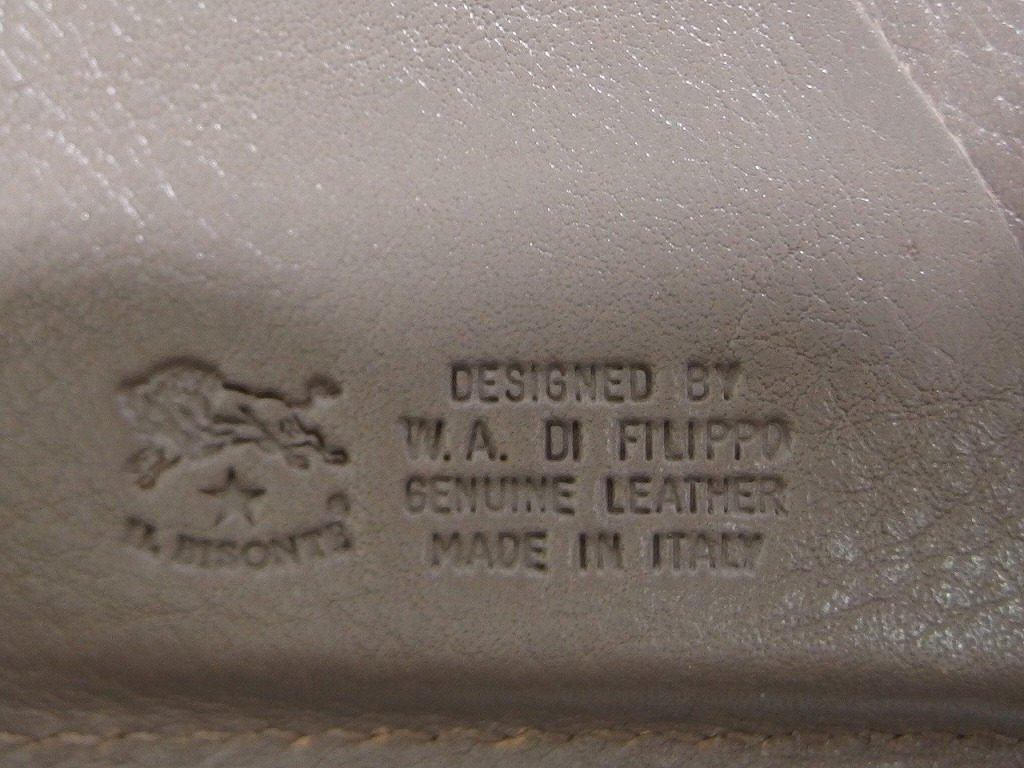 IL BISONTE®
DESIGNED BY
W. A. DI FILIPPO
GENUINE LEATHER
MADE IN ITALY